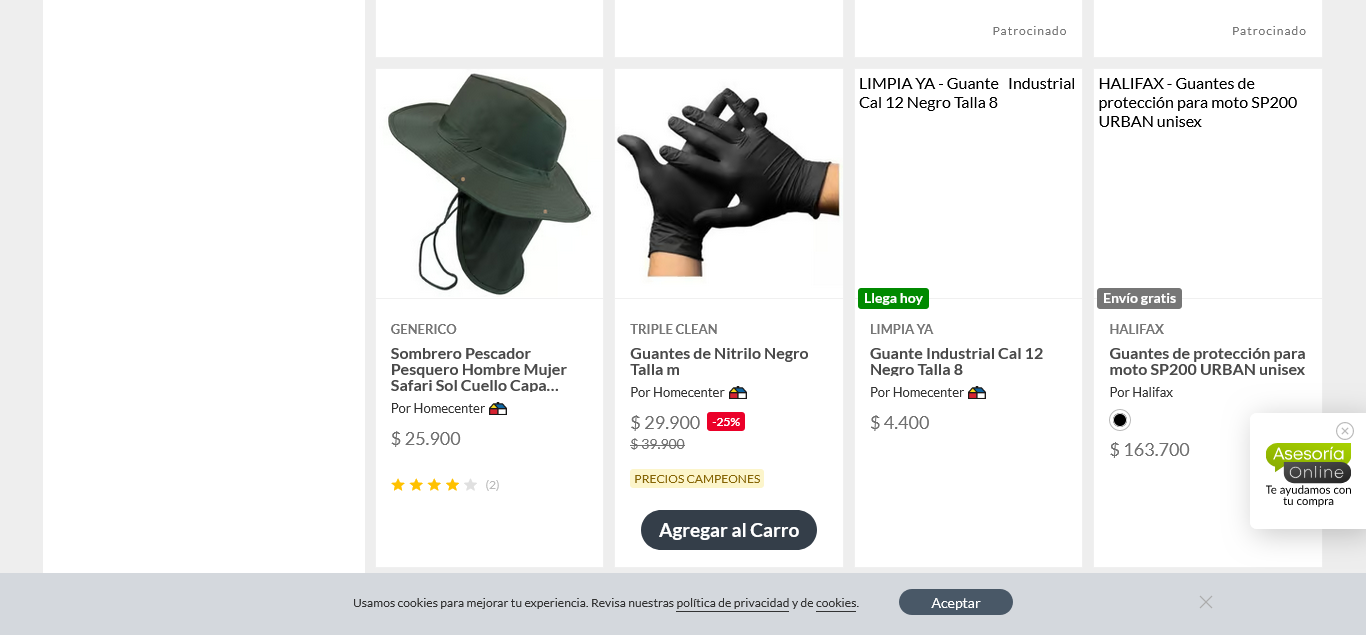 Patrocinado
Patrocinado
LIMPIA YA - Guante Industrial
Cal 12 Negro Talla 8
HALIFAX - Guantes de
protección para moto SP200
URBAN unisex
Llega hoy
Envío gratis
GENERICO
Sombrero Pescador
Pesquero Hombre Mujer
Safari Sol Cuello Capa...
Por Homecenter
$ 25.900
(2)
TRIPLE CLEAN
Guantes de Nitrilo Negro
Talla m
Por Homecenter
$ 29.900 -25%
$ 39.900
PRECIOS CAMPEONES
Agregar al Carro
LIMPIA YA
Guante Industrial Cal 12
Negro Talla 8
Por Homecenter
$ 4.400
HALIFAX
Guantes de protección para
moto SP200 URBAN unisex
Por Halifax
$ 163.700
Asesoría
Online
Te ayudamos con
tu compra
Usamos cookies para mejorar tu experiencia. Revisa nuestras política de privacidad y de cookies.
Aceptar